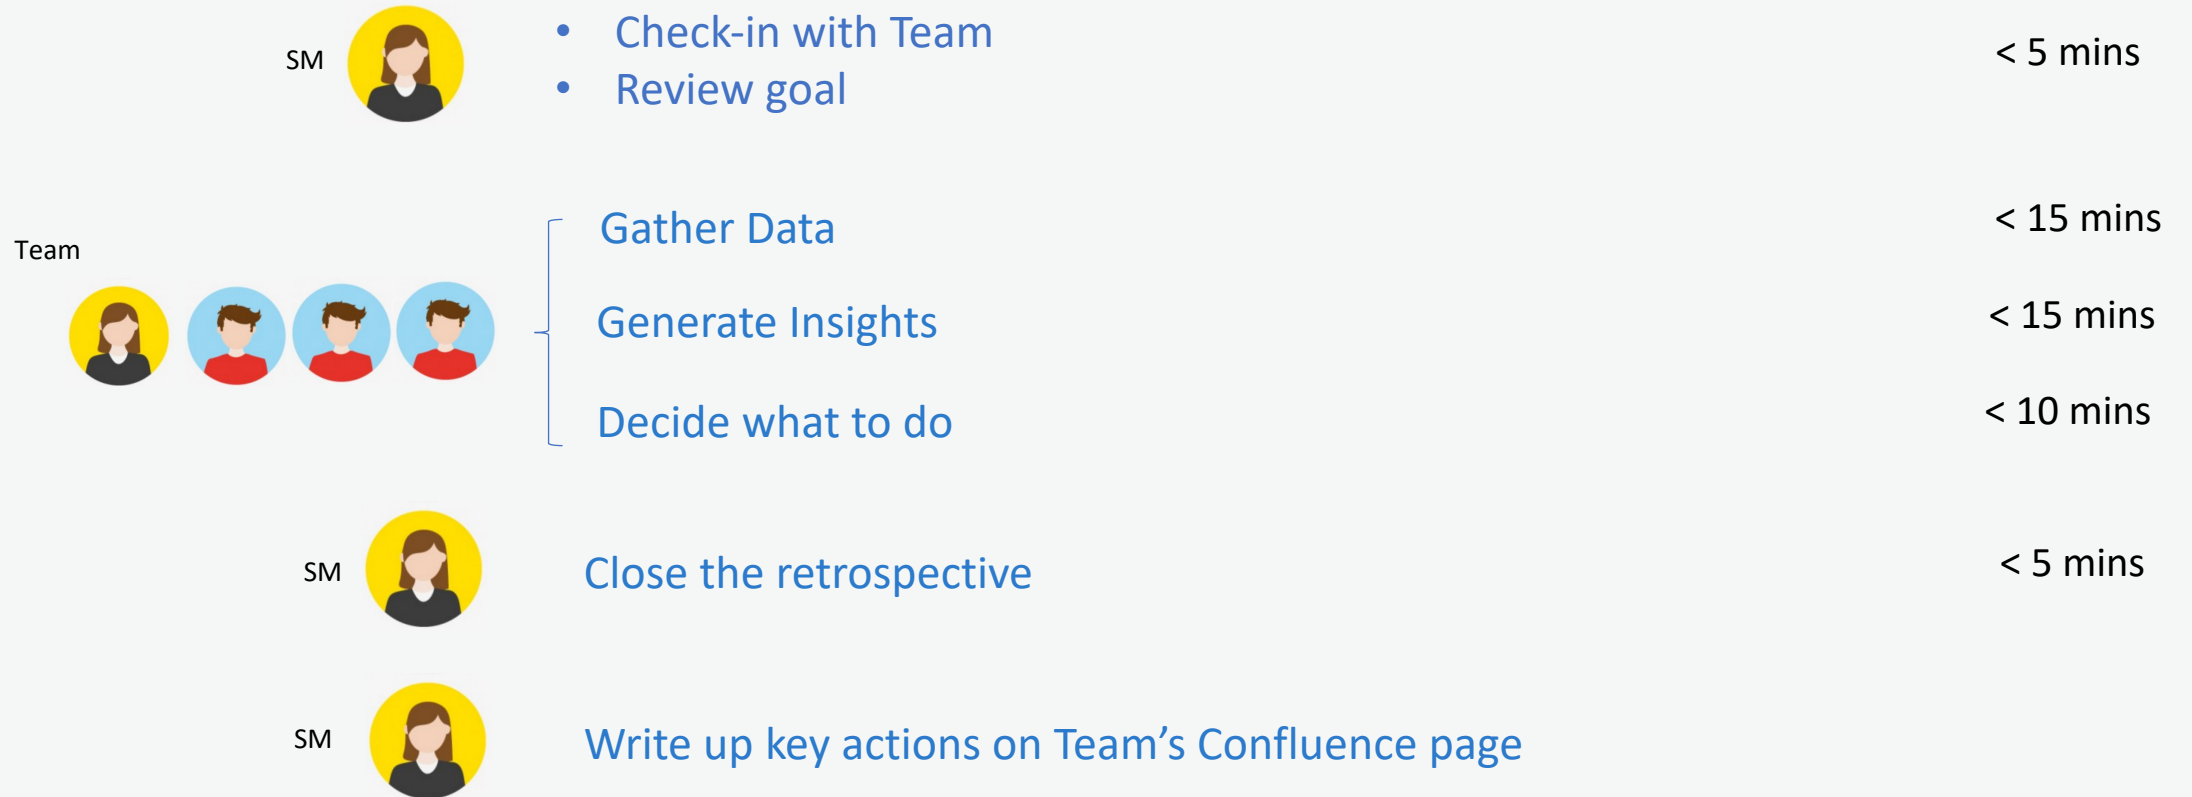 SM
• Check-in with Team
• Review goal
< 5 mins
Team
Gather Data
< 15 mins
Generate Insights
< 15 mins
Decide what to do
< 10 mins
SM
Close the retrospective
< 5 mins
SM
Write up key actions on Team’s Confluence page